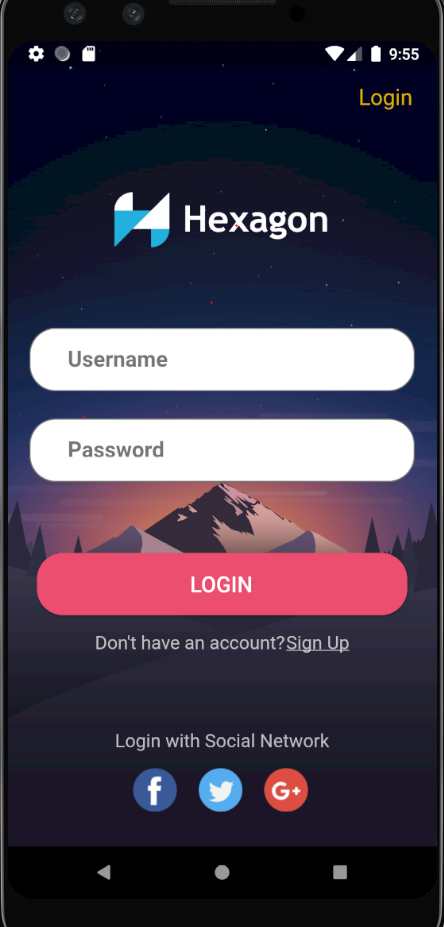 9:55
Login
Hexagon
Username
Password
LOGIN
Don't have an account?Sign Up
Login with Social Network
f
G+